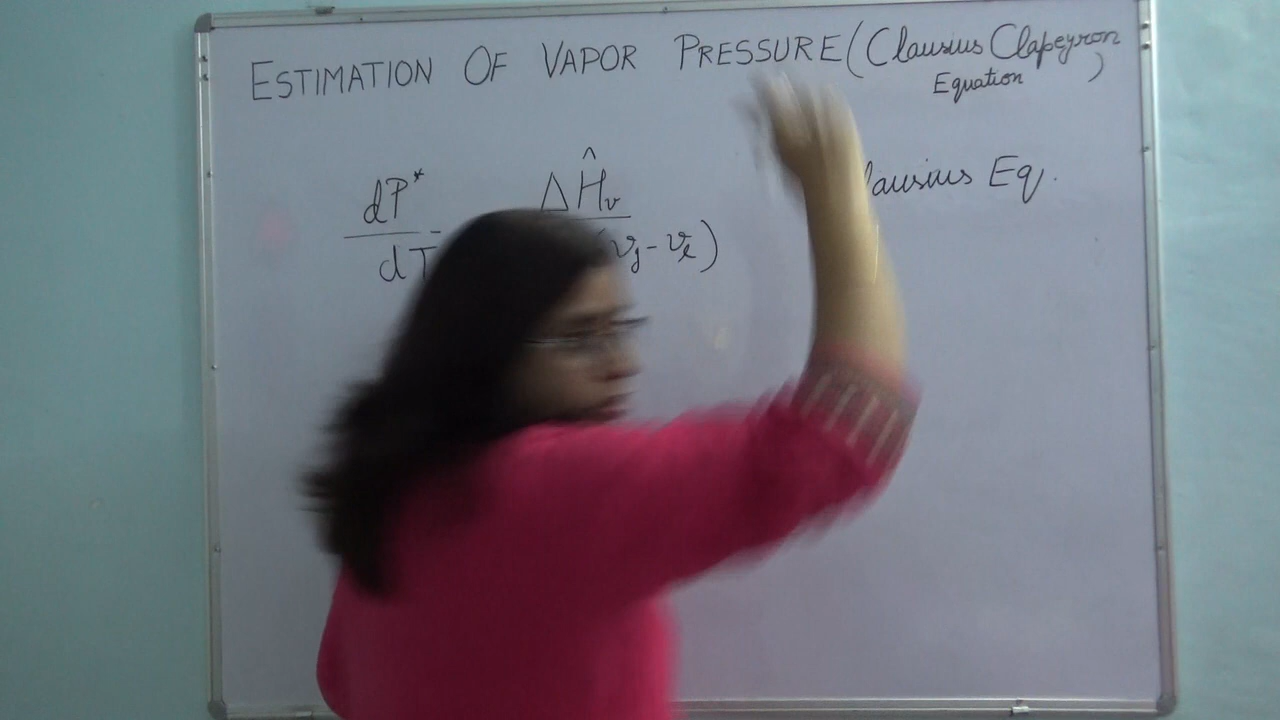 ESTIMATION OF VAPOR PRESSURE (Clausius Clapeyron
Equation )
dP* ΔĤv
dT (vg - vl)
lausius Eq.